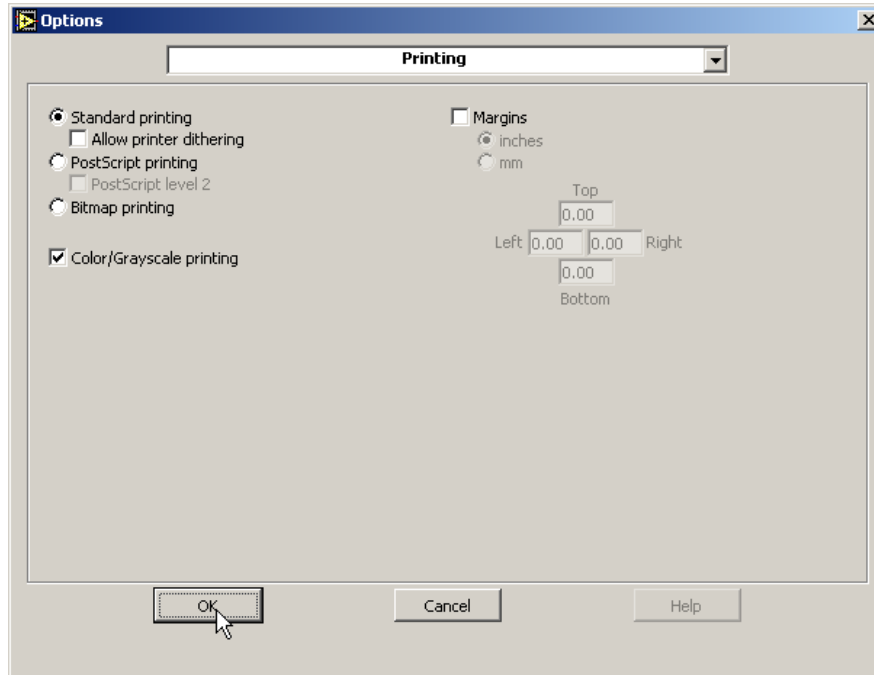 Options
Printing
Standard printing
Allow printer dithering
PostScript printing
PostScript level 2
Bitmap printing
Color/Grayscale printing
Margins
inches
mm
Top
0.00
Left 0.00 0.00 Right
0.00
Bottom
OK Cancel Help